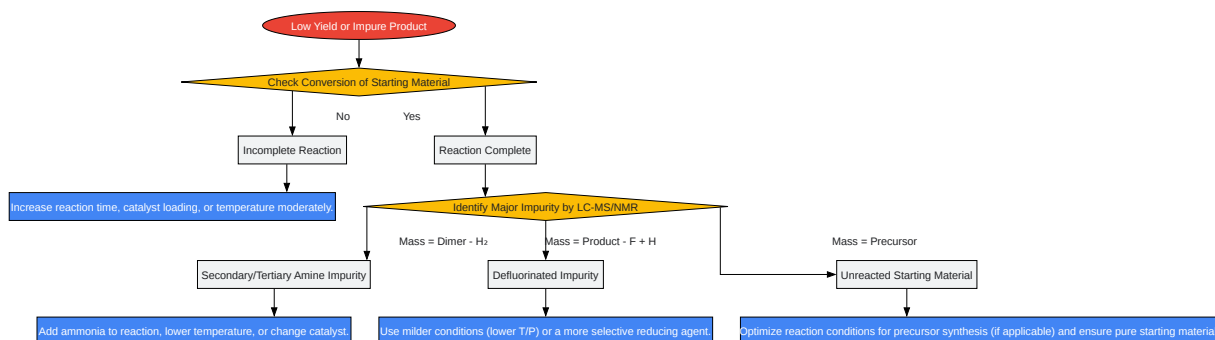 Low Yield or Impure Product
Check Conversion of Starting Material
No
Yes
Incomplete Reaction
Reaction Complete
Increase reaction time, catalyst loading, or temperature moderately.
Identify Major Impurity by LC-MS/NMR
Mass = Dimer - H₂
Mass = Product - F + H
Mass = Precursor
Secondary/Tertiary Amine Impurity
Defluorinated Impurity
Unreacted Starting Material
Add ammonia to reaction, lower temperature, or change catalyst.
Use milder conditions (lower T/P) or a more selective reducing agent.
Optimize reaction conditions for precursor synthesis (if applicable) and ensure pure starting material